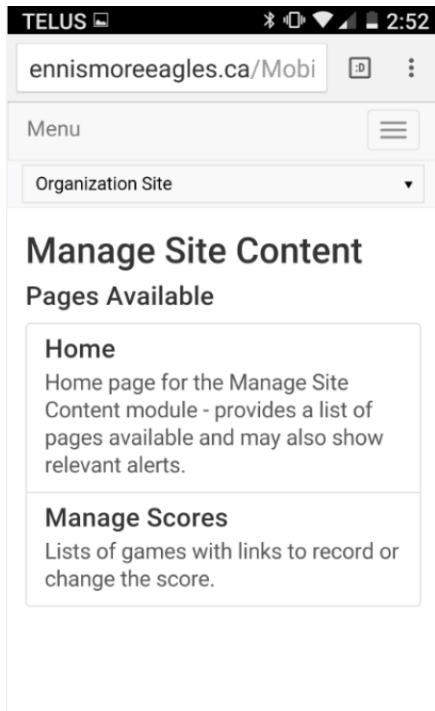 TELUS 2:52
ennismoreeagles.ca/Mobi :D
Menu
Organization Site
Manage Site Content
Pages Available
Home
Home page for the Manage Site
Content module - provides a list of
pages available and may also show
relevant alerts.
Manage Scores
Lists of games with links to record or
change the score.